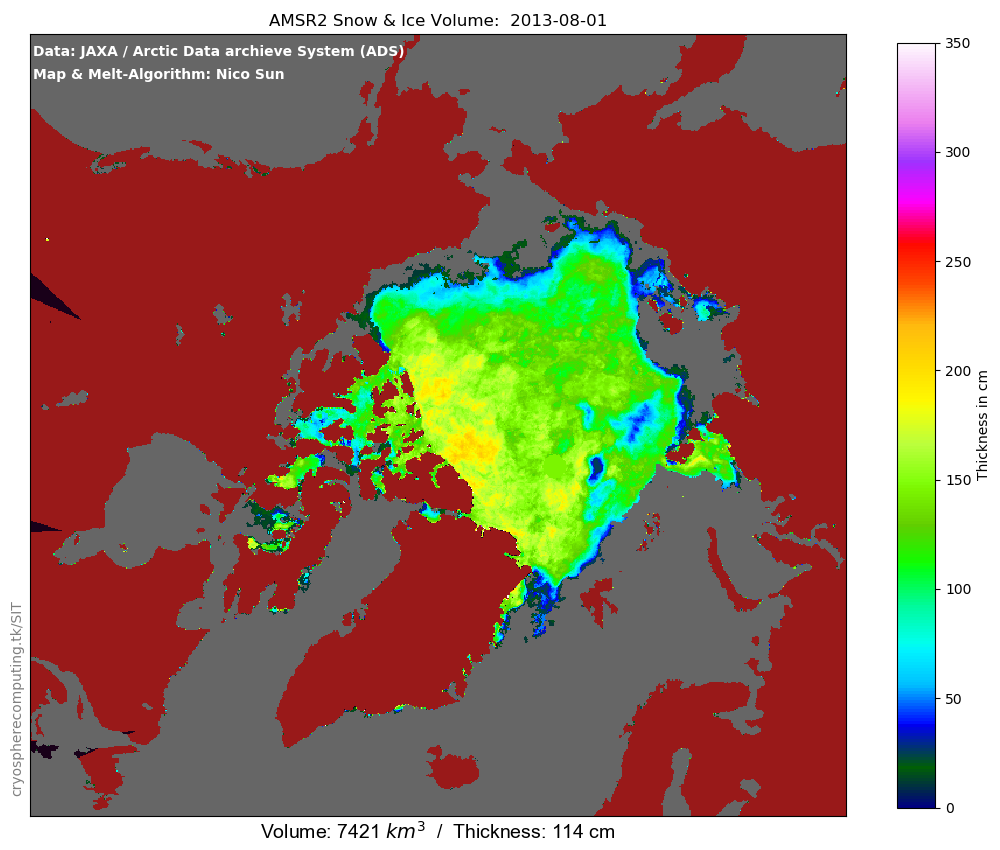 AMSR2 Snow & Ice Volume:  2013-08-01
Data: JAXA / Arctic Data archieve System (ADS)
Map & Melt-Algorithm: Nico Sun
350
300
250
200
150
100
50
0
Thickness in cm
cryospherecomputing.tk/SIT
Volume: 7421 km³  /  Thickness: 114 cm